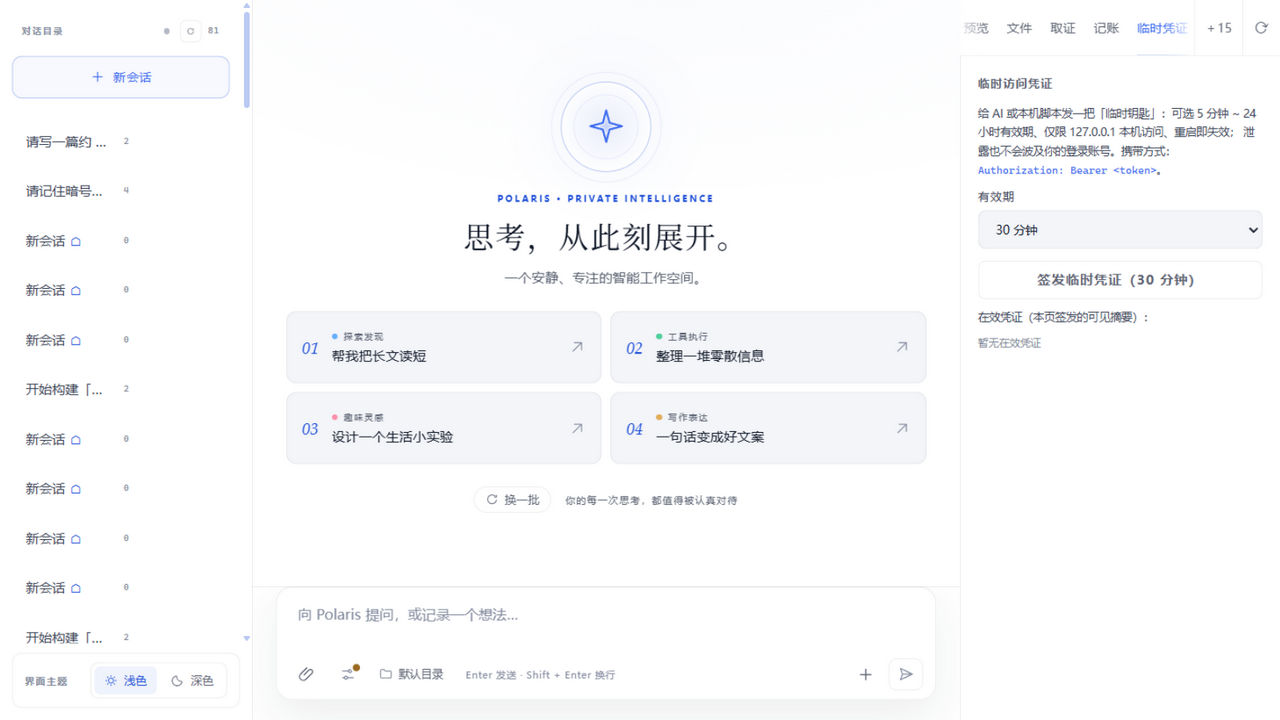 对话目录
81
新会话
请写一篇约 ...
2
请记住暗号...
4
新会话
0
新会话
0
新会话
0
开始构建「...
2
新会话
0
新会话
0
新会话
0
新会话
0
开始构建「...
2
界面主题
浅色
深色
POLARIS • PRIVATE INTELLIGENCE
思考，从此刻展开。
一个安静、专注的智能工作空间。
01
探索发现
帮我把长文读短
02
工具执行
整理一堆零散信息
03
趣味灵感
设计一个生活小实验
04
写作表达
一句话变成好文案
换一批
你的每一次思考，都值得被认真对待
向 Polaris 提问，或记录一个想法...
默认目录
Enter 发送 · Shift + Enter 换行
预览
文件
取证
记账
临时凭证
+15
临时访问凭证
给 AI 或本机脚本发一把「临时钥匙」：可选 5 分钟 ~ 24
小时有效期、仅限 127.0.0.1 本机访问、重启即失效； 泄
露也不会波及你的登录账号。携带方式：
Authorization: Bearer <token>。
有效期
30 分钟
签发临时凭证（30 分钟）
在效凭证（本页签发的可见摘要）：
暂无在效凭证